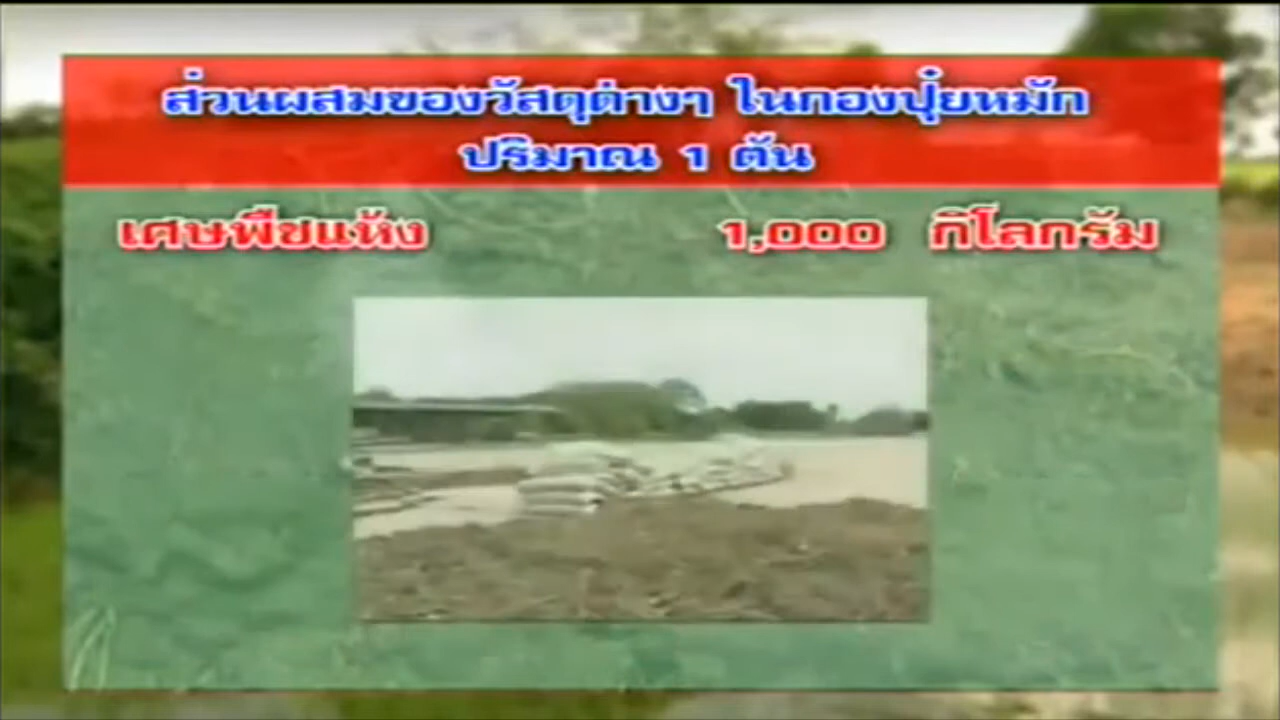 ส่วนผสมของวัสดุต่างๆ ในกองปุ๋ยหมัก
ปริมาณ 1 ตัน
เศษพืชแห้ง 1,000 กิโลกรัม